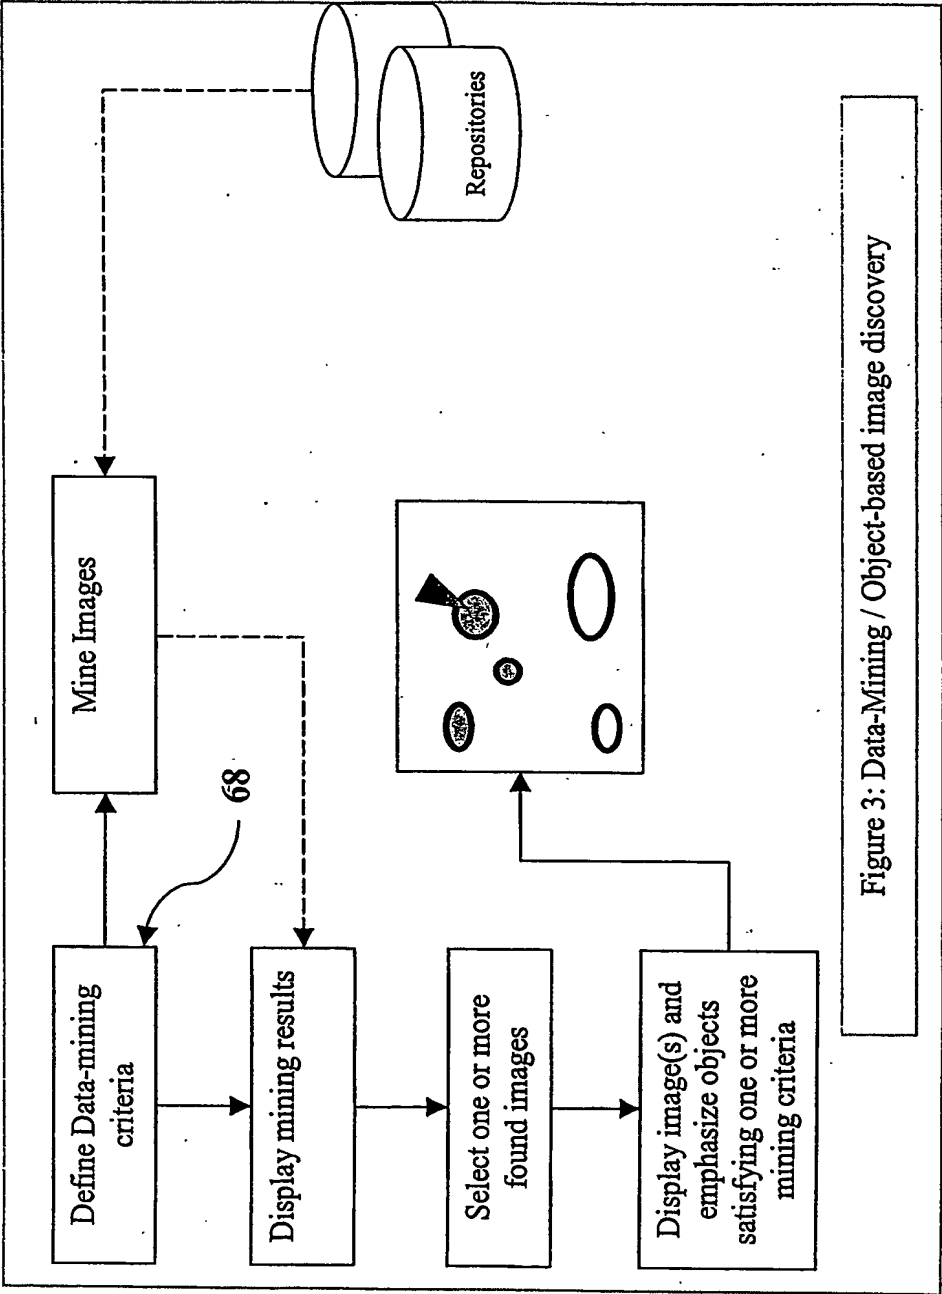 Define Data-mining
criteria
Mine Images
68
Display mining results
Repositories
Select one or more
found images
Display image(s) and
emphasize objects
satisfying one or more
mining criteria
Figure 3: Data-Mining / Object-based image discovery